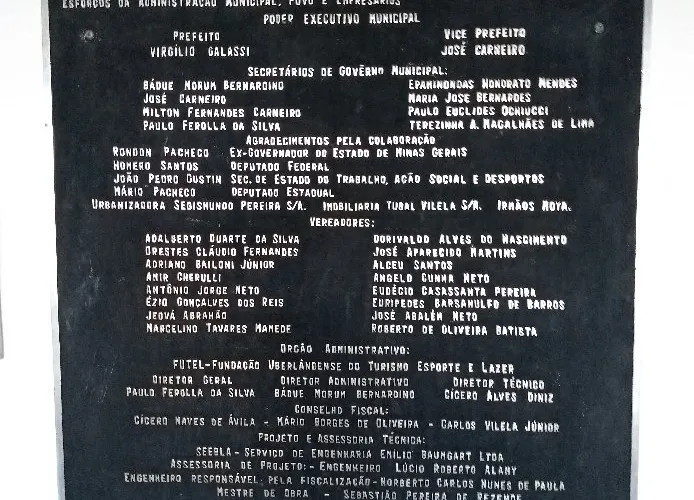 ESFORÇOS DA ADMINISTRAÇÃO MUNICIPAL, POVO E EMPRESÁRIOS
PODER EXECUTIVO MUNICIPAL
PREFEITO VICE PREFEITO
VIRGÍLIO GALASSI JOSÉ CARNEIRO
SECRETÁRIOS DE GOVÊRNO MUNICIPAL:
BÁDUE MORUM BERNARDINO EPAMINONDAS HONORATO MENDES
JOSÉ CARNEIRO MARIA JOSE BERNARDES
MILTON FERNANDES CARNEIRO PAULO EUCLIDES OCHIUCCI
PAULO FEROLLA DA SILVA TEREZINHA A. MAGALHÃES DE LIMA
AGRADECIMENTOS PELA COLABORAÇÃO
RONDON PACHECO EX-GOVERNADOR DO ESTADO DE MINAS GERAIS
HOMERO SANTOS DEPUTADO FEDERAL
JOÃO PEDRO GUSTIN SEC. DE ESTADO DO TRABALHO, AÇÃO SOCIAL E DESPORTOS
MÁRIO PACHECO DEPUTADO ESTADUAL
URBANIZADORA SEGISMUNDO PEREIRA S/A. IMOBILIARIA TUBAL VILELA S/A. IRMÃOS MOYA.
VEREADORES:
ADALBERTO DUARTE DA SILVA DORIVALDO ALVES DO NASCIMENTO
ORESTES CLÁUDIO FERNANDES JOSÉ APARECIDO MARTINS
ADRIANO BAILONI JÚNIOR ALCEU SANTOS
AMIR CHERULLI ANGELO CUNHA NETO
ANTÔNIO JORGE NETO EUDÉCIO CASASSANTA PEREIRA
ÉZIO GONÇALVES DOS REIS EURIPEDES BARSANULFO DE BARROS
JEOVÁ ABRAHÃO JOSÉ ABALÉM NETO
MARCELINO TAVARES MAMEDE ROBERTO DE OLIVEIRA BATISTA
ORGÃO ADMINISTRATIVO:
FUTEL-FUNDAÇÃO UBERLÂNDENSE DO TURISMO ESPORTE E LAZER
DIRETOR GERAL DIRETOR ADMINISTRATIVO DIRETOR TÉCNICO
PAULO FEROLLA DA SILVA BÁDUE MORUM BERNARDINO CÍCERO ALVES DINIZ
CONSELHO FISCAL:
CÍCERO NAVES DE ÁVILA - MÁRIO BORGES DE OLIVEIRA - CARLOS VILELA JÚNIOR
PROJETO E ASSESSORIA TÉCNICA:
SEEBLA - SERVIÇO DE ENGENHARIA EMÍLIO BAUMGART LTDA
ASSESSORIA DE PROJETO: - ENGENHEIRO LÚCIO ROBERTO ALANY
ENGENHEIRO RESPONSÁVEL: PELA FISCALIZAÇÃO - NORBERTO CARLOS NUNES DE PAULA
MESTRE DE OBRA - SEBASTIÃO PEREIRA DE REZENDE